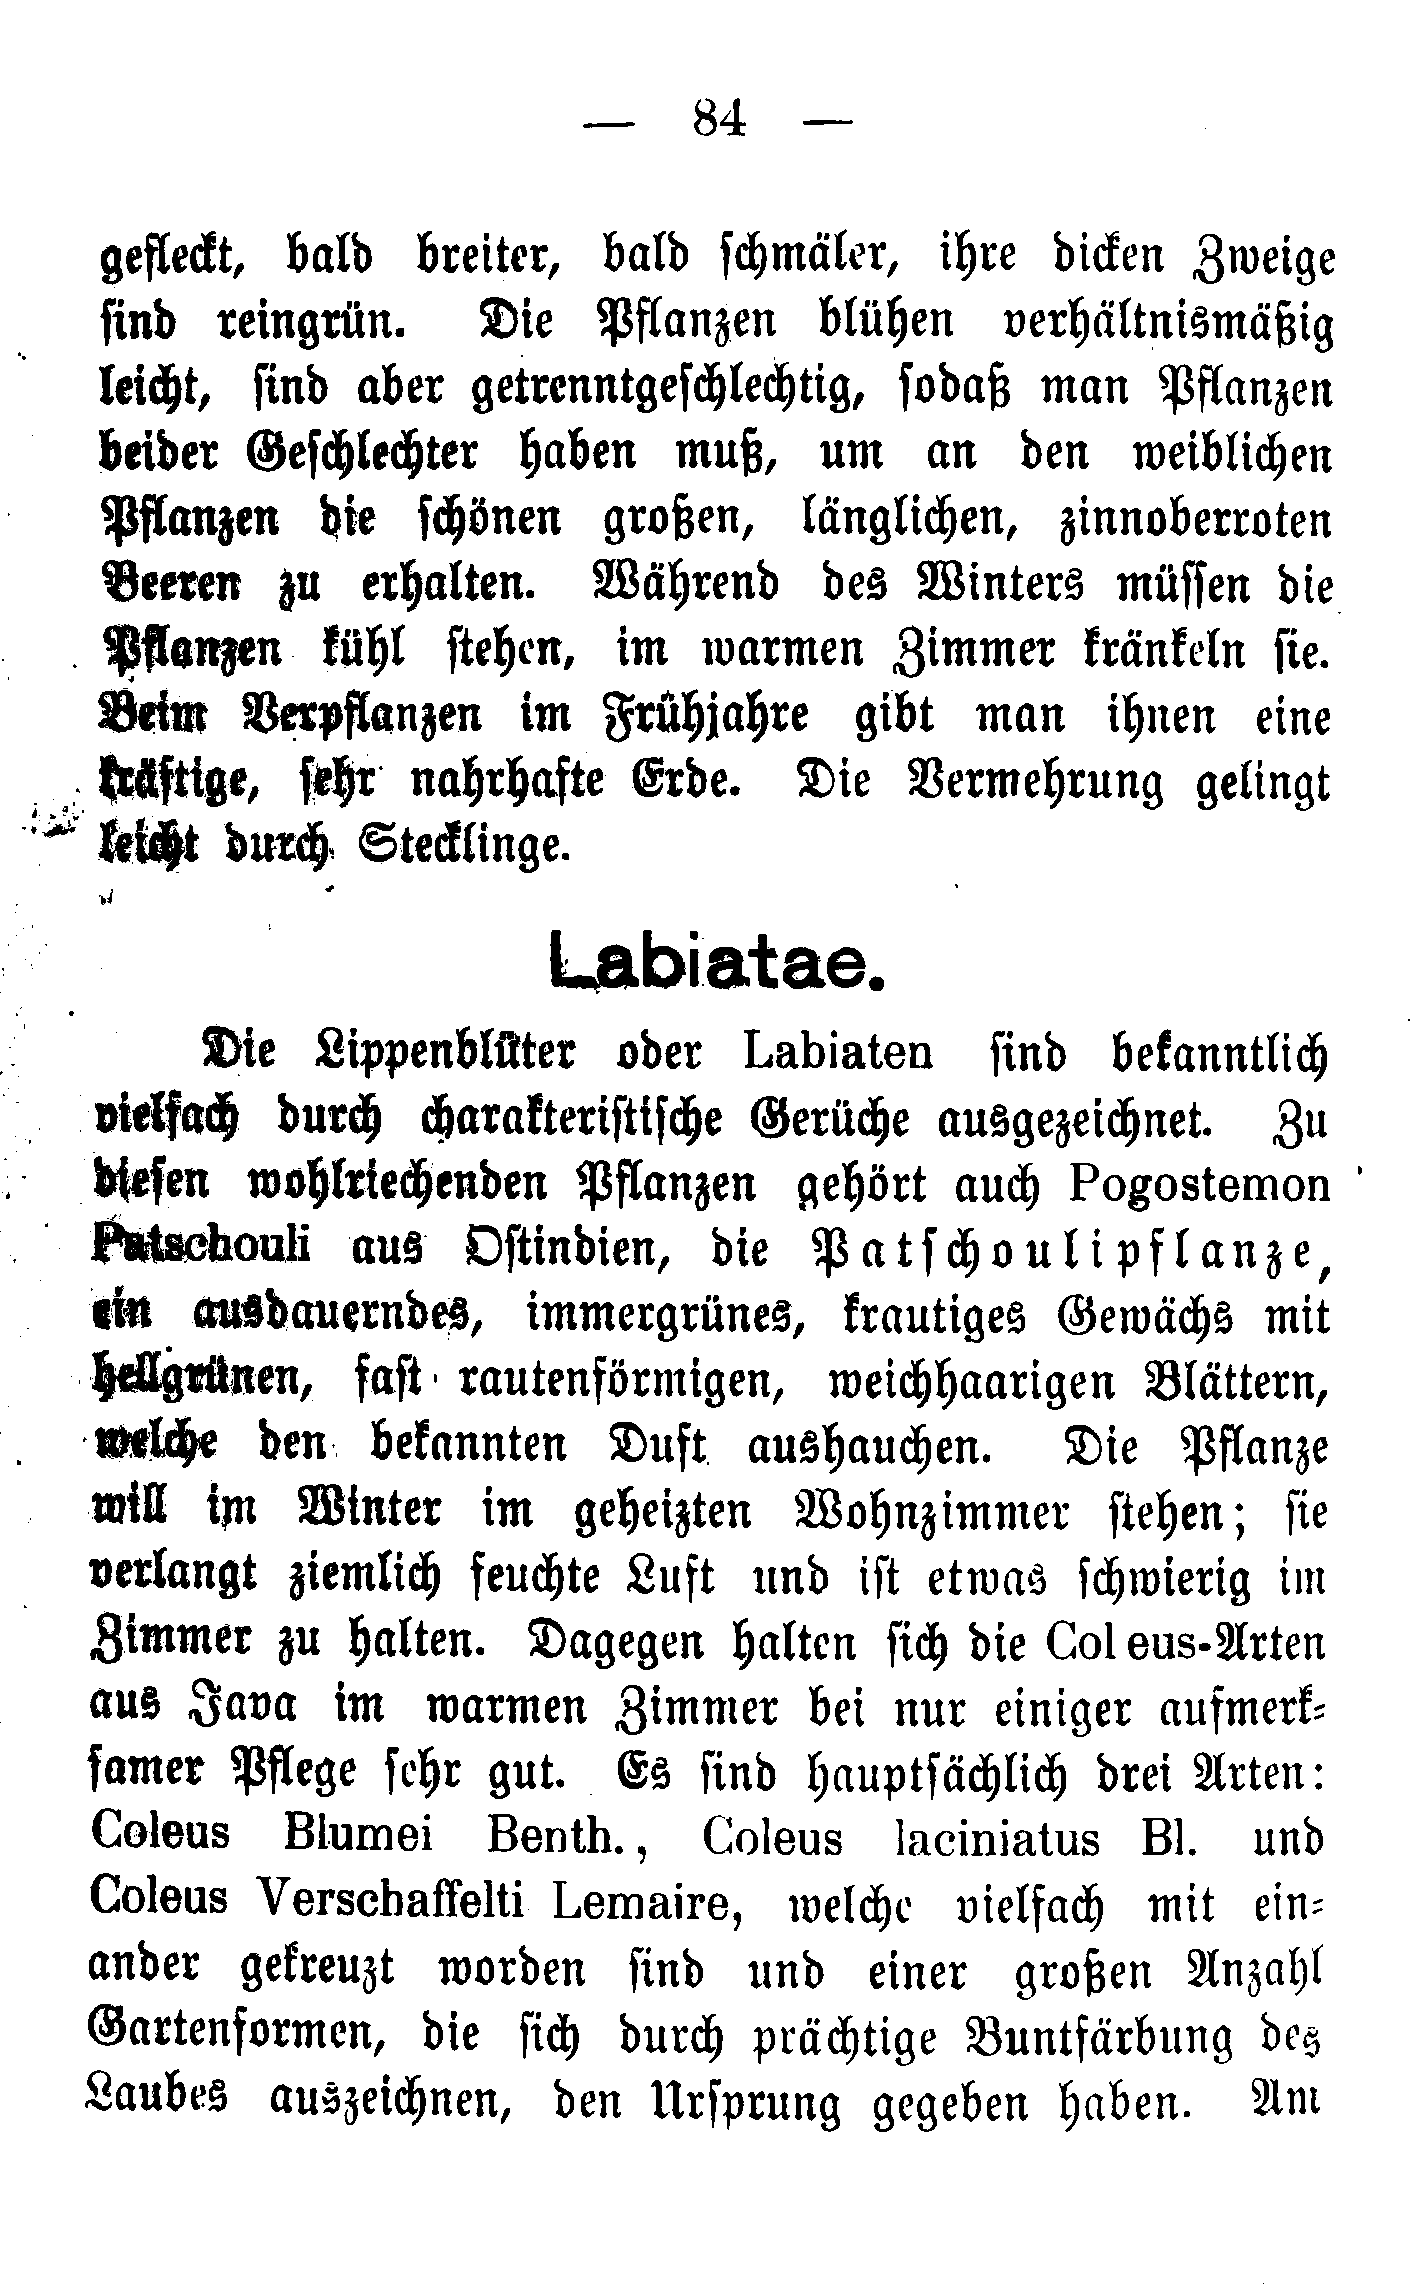 — 84 —
gefleckt, bald breiter, bald schmäler, ihre dicken Zweige
sind reingrün. Die Pflanzen blühen verhältnismäßig
leicht, sind aber getrenntgeschlechtig, sodaß man Pflanzen
beider Geschlechter haben muß, um an den weiblichen
Pflanzen die schönen großen, länglichen, zinnoberroten
Beeren zu erhalten. Während des Winters müssen die
Pflanzen kühl stehen, im warmen Zimmer kränkeln sie.
Beim Verpflanzen im Frühjahre gibt man ihnen eine
kräftige, sehr nahrhafte Erde. Die Vermehrung gelingt
leicht durch Stecklinge.
Labiatae.
Die Lippenblüter oder Labiaten sind bekanntlich
vielfach durch charakteristische Gerüche ausgezeichnet. Zu
diesen wohlriechenden Pflanzen gehört auch Pogostemon
Patschouli aus Ostindien, die Patschoulipflanze,
ein ausdauerndes, immergrünes, krautiges Gewächs mit
hellgrünen, fast rautenförmigen, weichhaarigen Blättern,
welche den bekannten Duft aushauchen. Die Pflanze
will im Winter im geheizten Wohnzimmer stehen; sie
verlangt ziemlich feuchte Luft und ist etwas schwierig im
Zimmer zu halten. Dagegen halten sich die Coleus-Arten
aus Java im warmen Zimmer bei nur einiger aufmerk-
samer Pflege sehr gut. Es sind hauptsächlich drei Arten:
Coleus Blumei Benth., Coleus laciniatus Bl. und
Coleus Verschaffelti Lemaire, welche vielfach mit ein-
ander gekreuzt worden sind und einer großen Anzahl
Gartenformen, die sich durch prächtige Buntfärbung des
Laubes auszeichnen, den Ursprung gegeben haben. Am